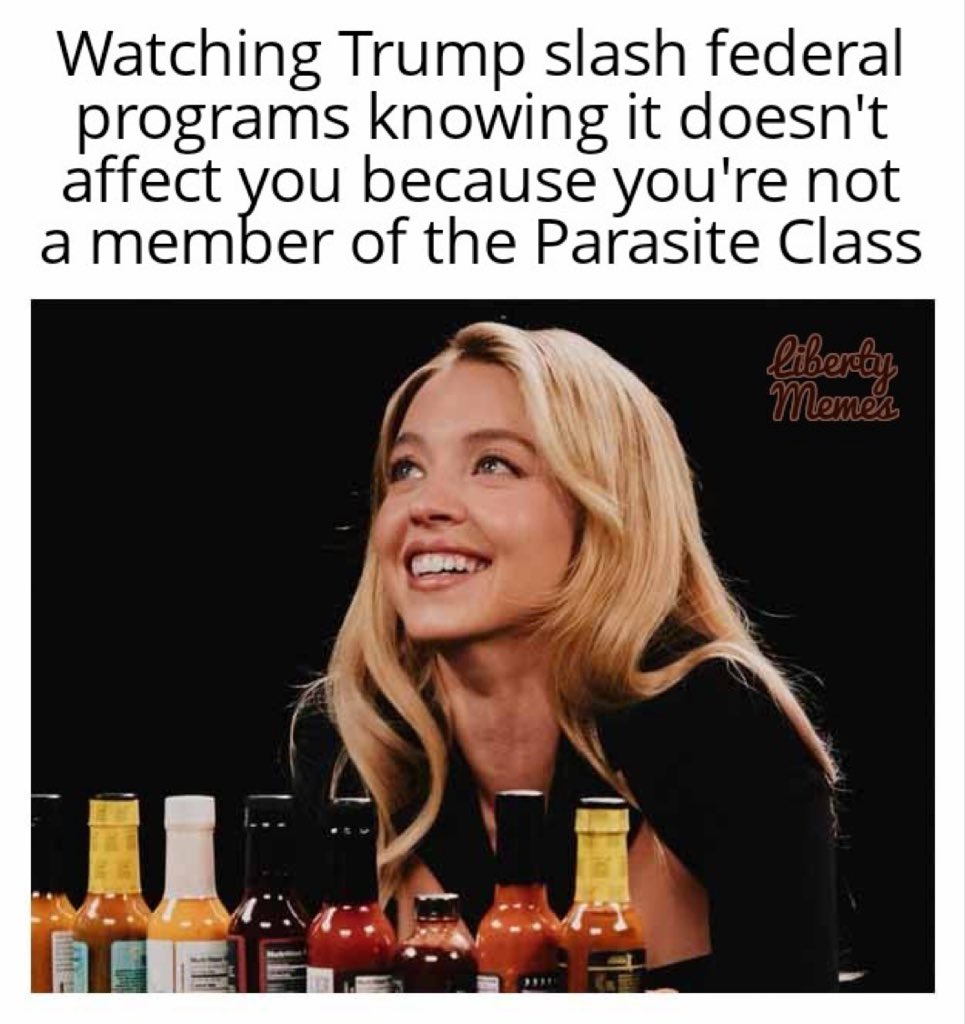 Watching Trump slash federal
programs knowing it doesn't
affect you because you're not
a member of the Parasite Class
Liberty
Memes